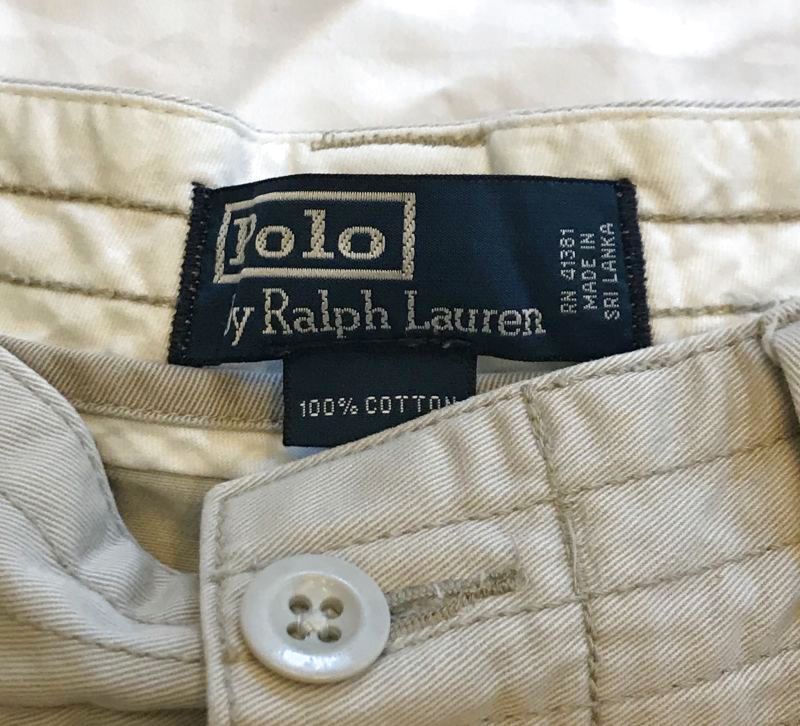 Polo
by Ralph Lauren
RN 41381
MADE IN
SRI LANKA
100% COTTON